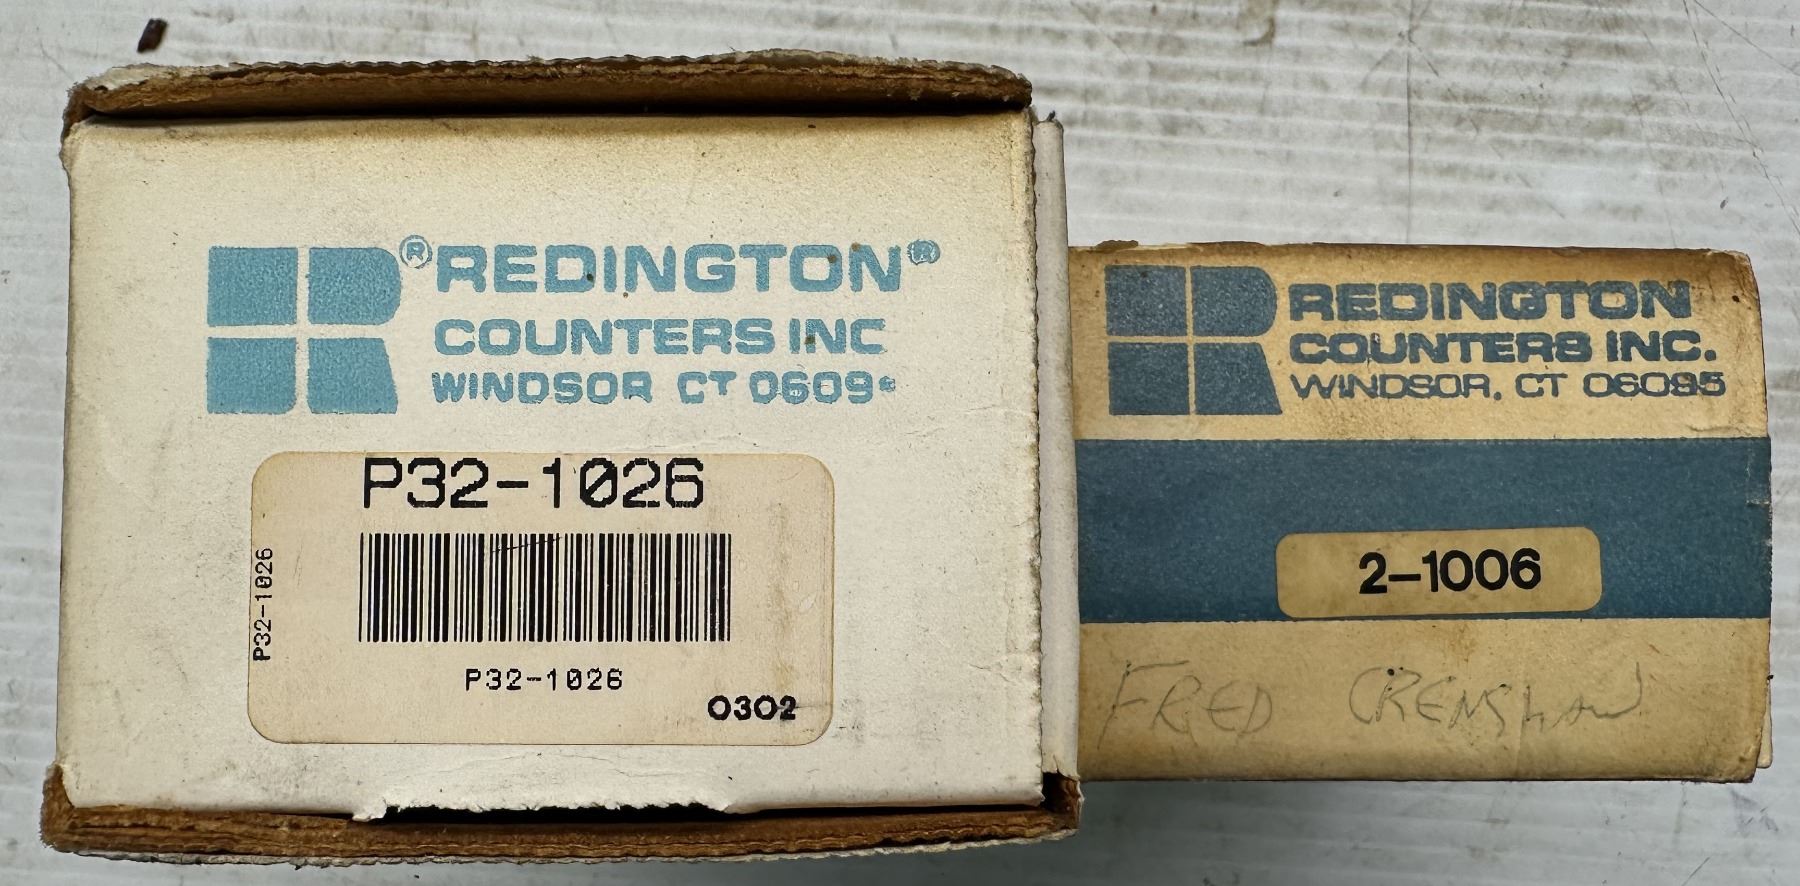 ® REDINGTON®
COUNTERS INC
WINDSOR CT 0609
P32-1026
P32-1026
P32-1026
0302
REDINGTON
COUNTERS INC.
WINDSOR, CT 06095
2-1006
FRED CRENSHAW